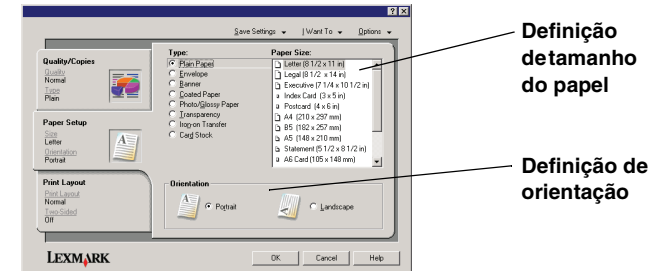 Save Settings
I Want To
Options
Quality/Copies
Quality
Normal
Type
Plain
Paper Setup
Size
Letter
Orientation
Portrait
Print Layout
Print Layout
Normal
Two-Sided
Off
Type:
Plain Paper
Envelope
Banner
Coated Paper
Photo/Glossy Paper
Transparency
Iron-on Transfer
Card Stock
Paper Size:
Letter (8 1/2 x 11 in)
Legal (8 1/2 x 14 in)
Executive (7 1/4 x 10 1/2 in)
Index Card (3 x 5 in)
Postcard (4 x 6 in)
A4 (210 x 297 mm)
B5 (182 x 257 mm)
A5 (148 x 210 mm)
Statement (5 1/2 x 8 1/2 in)
A6 Card (105 x 148 mm)
Orientation
Portrait
Landscape
LEXMARK
OK
Cancel
Help
Definição
de tamanho
do papel
Definição de
orientação